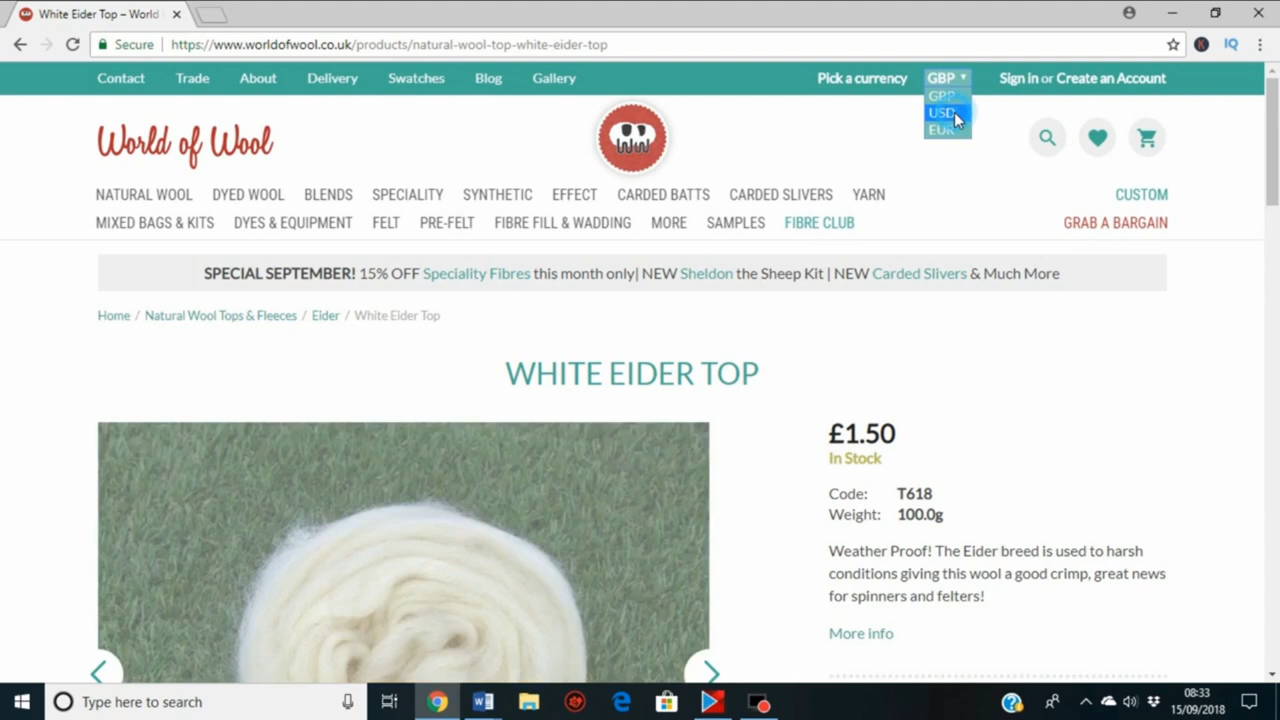 White Eider Top – World
Secure https://www.worldofwool.co.uk/products/natural-wool-top-white-eider-top
Contact Trade About Delivery Swatches Blog Gallery Pick a currency GBP Sign in or Create an Account
GBP
USD
EUR
World of Wool
NATURAL WOOL DYED WOOL BLENDS SPECIALITY SYNTHETIC EFFECT CARDED BATTS CARDED SLIVERS YARN CUSTOM
MIXED BAGS & KITS DYES & EQUIPMENT FELT PRE-FELT FIBRE FILL & WADDING MORE SAMPLES FIBRE CLUB GRAB A BARGAIN
SPECIAL SEPTEMBER! 15% OFF Speciality Fibres this month only| NEW Sheldon the Sheep Kit | NEW Carded Slivers & Much More
Home / Natural Wool Tops & Fleeces / Eider / White Eider Top
WHITE EIDER TOP
£1.50
In Stock
Code: T618
Weight: 100.0g
Weather Proof! The Eider breed is used to harsh
conditions giving this wool a good crimp, great news
for spinners and felters!
More info
Type here to search
08:33
15/09/2018